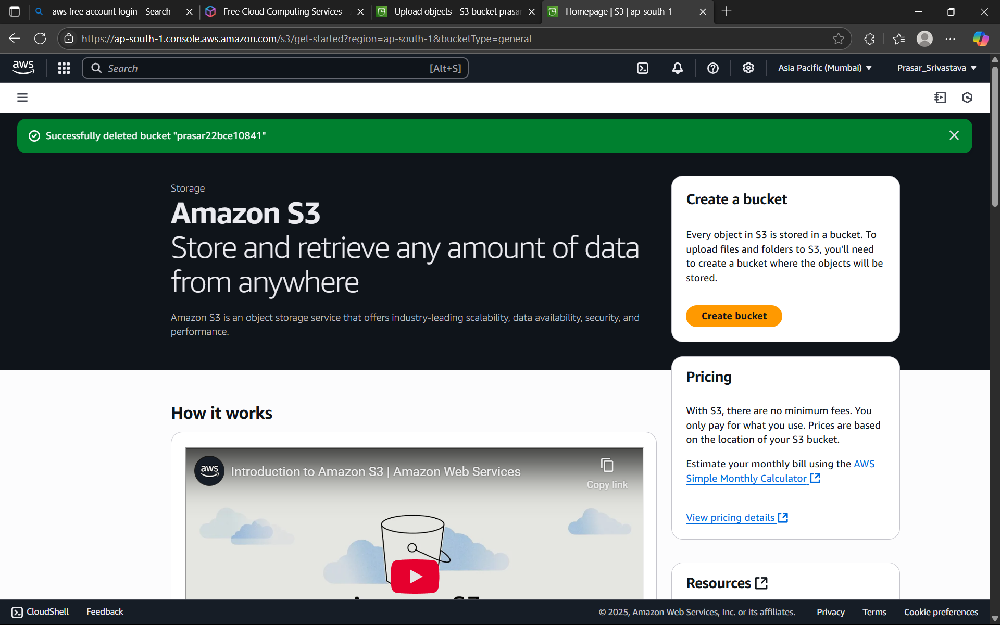 aws free account login - Search
Free Cloud Computing Services -
Upload objects - S3 bucket prasar
Homepage | S3 | ap-south-1
https://ap-south-1.console.aws.amazon.com/s3/get-started?region=ap-south-1&bucketType=general
aws
Search
[Alt+S]
Asia Pacific (Mumbai)
Prasar_Srivastava
Successfully deleted bucket "prasar22bce10841"
Storage
Amazon S3
Store and retrieve any amount of data
from anywhere
Amazon S3 is an object storage service that offers industry-leading scalability, data availability, security, and
performance.
Create a bucket
Every object in S3 is stored in a bucket. To
upload files and folders to S3, you'll need
to create a bucket where the objects will be
stored.
Create bucket
Pricing
With S3, there are no minimum fees. You
only pay for what you use. Prices are based
on the location of your S3 bucket.
Estimate your monthly bill using the AWS
Simple Monthly Calculator
View pricing details
Resources
How it works
aws
Introduction to Amazon S3 | Amazon Web Services
Copy link
CloudShell
Feedback
© 2025, Amazon Web Services, Inc. or its affiliates.
Privacy
Terms
Cookie preferences